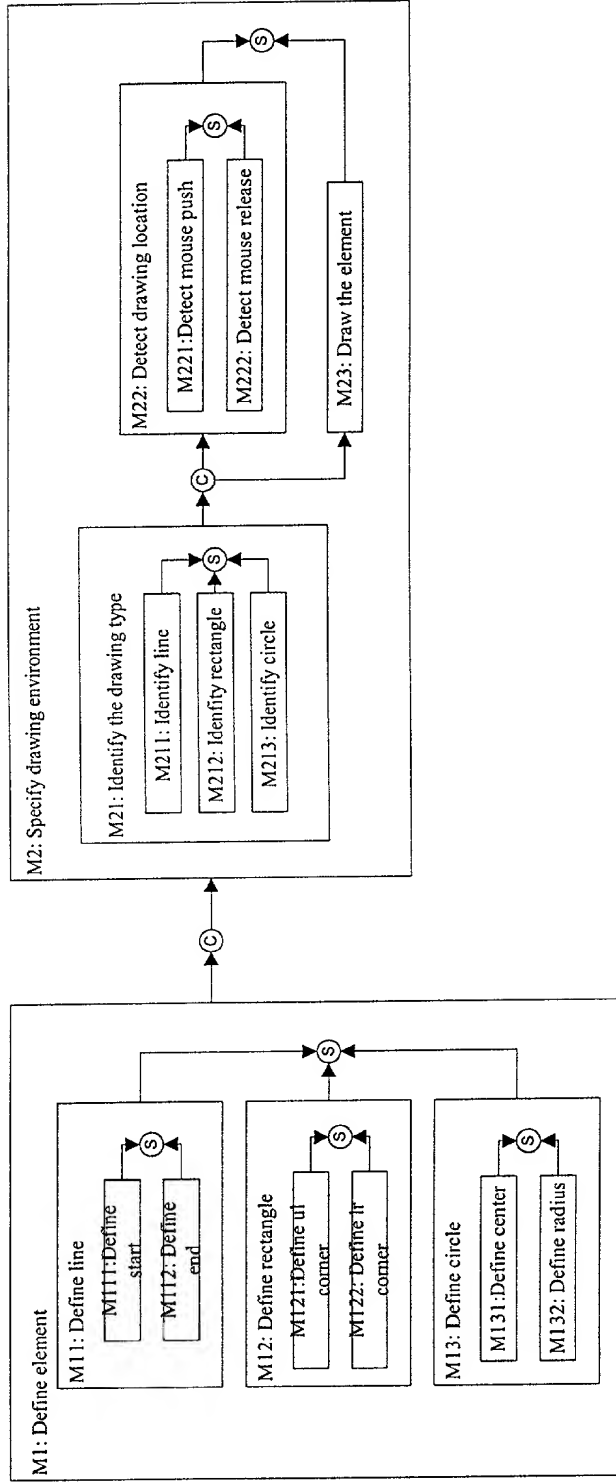 M1: Define element
M11: Define line
M111:Define
start
M112: Define
end
S
M12: Define rectangle
M121:Define ul
corner
M122: Define lr
corner
S
M13: Define circle
M131:Define center
M132: Define radius
S
S
C
M2: Specify drawing environment
M21: Identify the drawing type
M211: Identify line
M212: Idenfity rectangle
M213: Identify circle
S
C
M22: Detect drawing location
M221:Detect mouse push
M222: Detect mouse release
S
M23: Draw the element
S